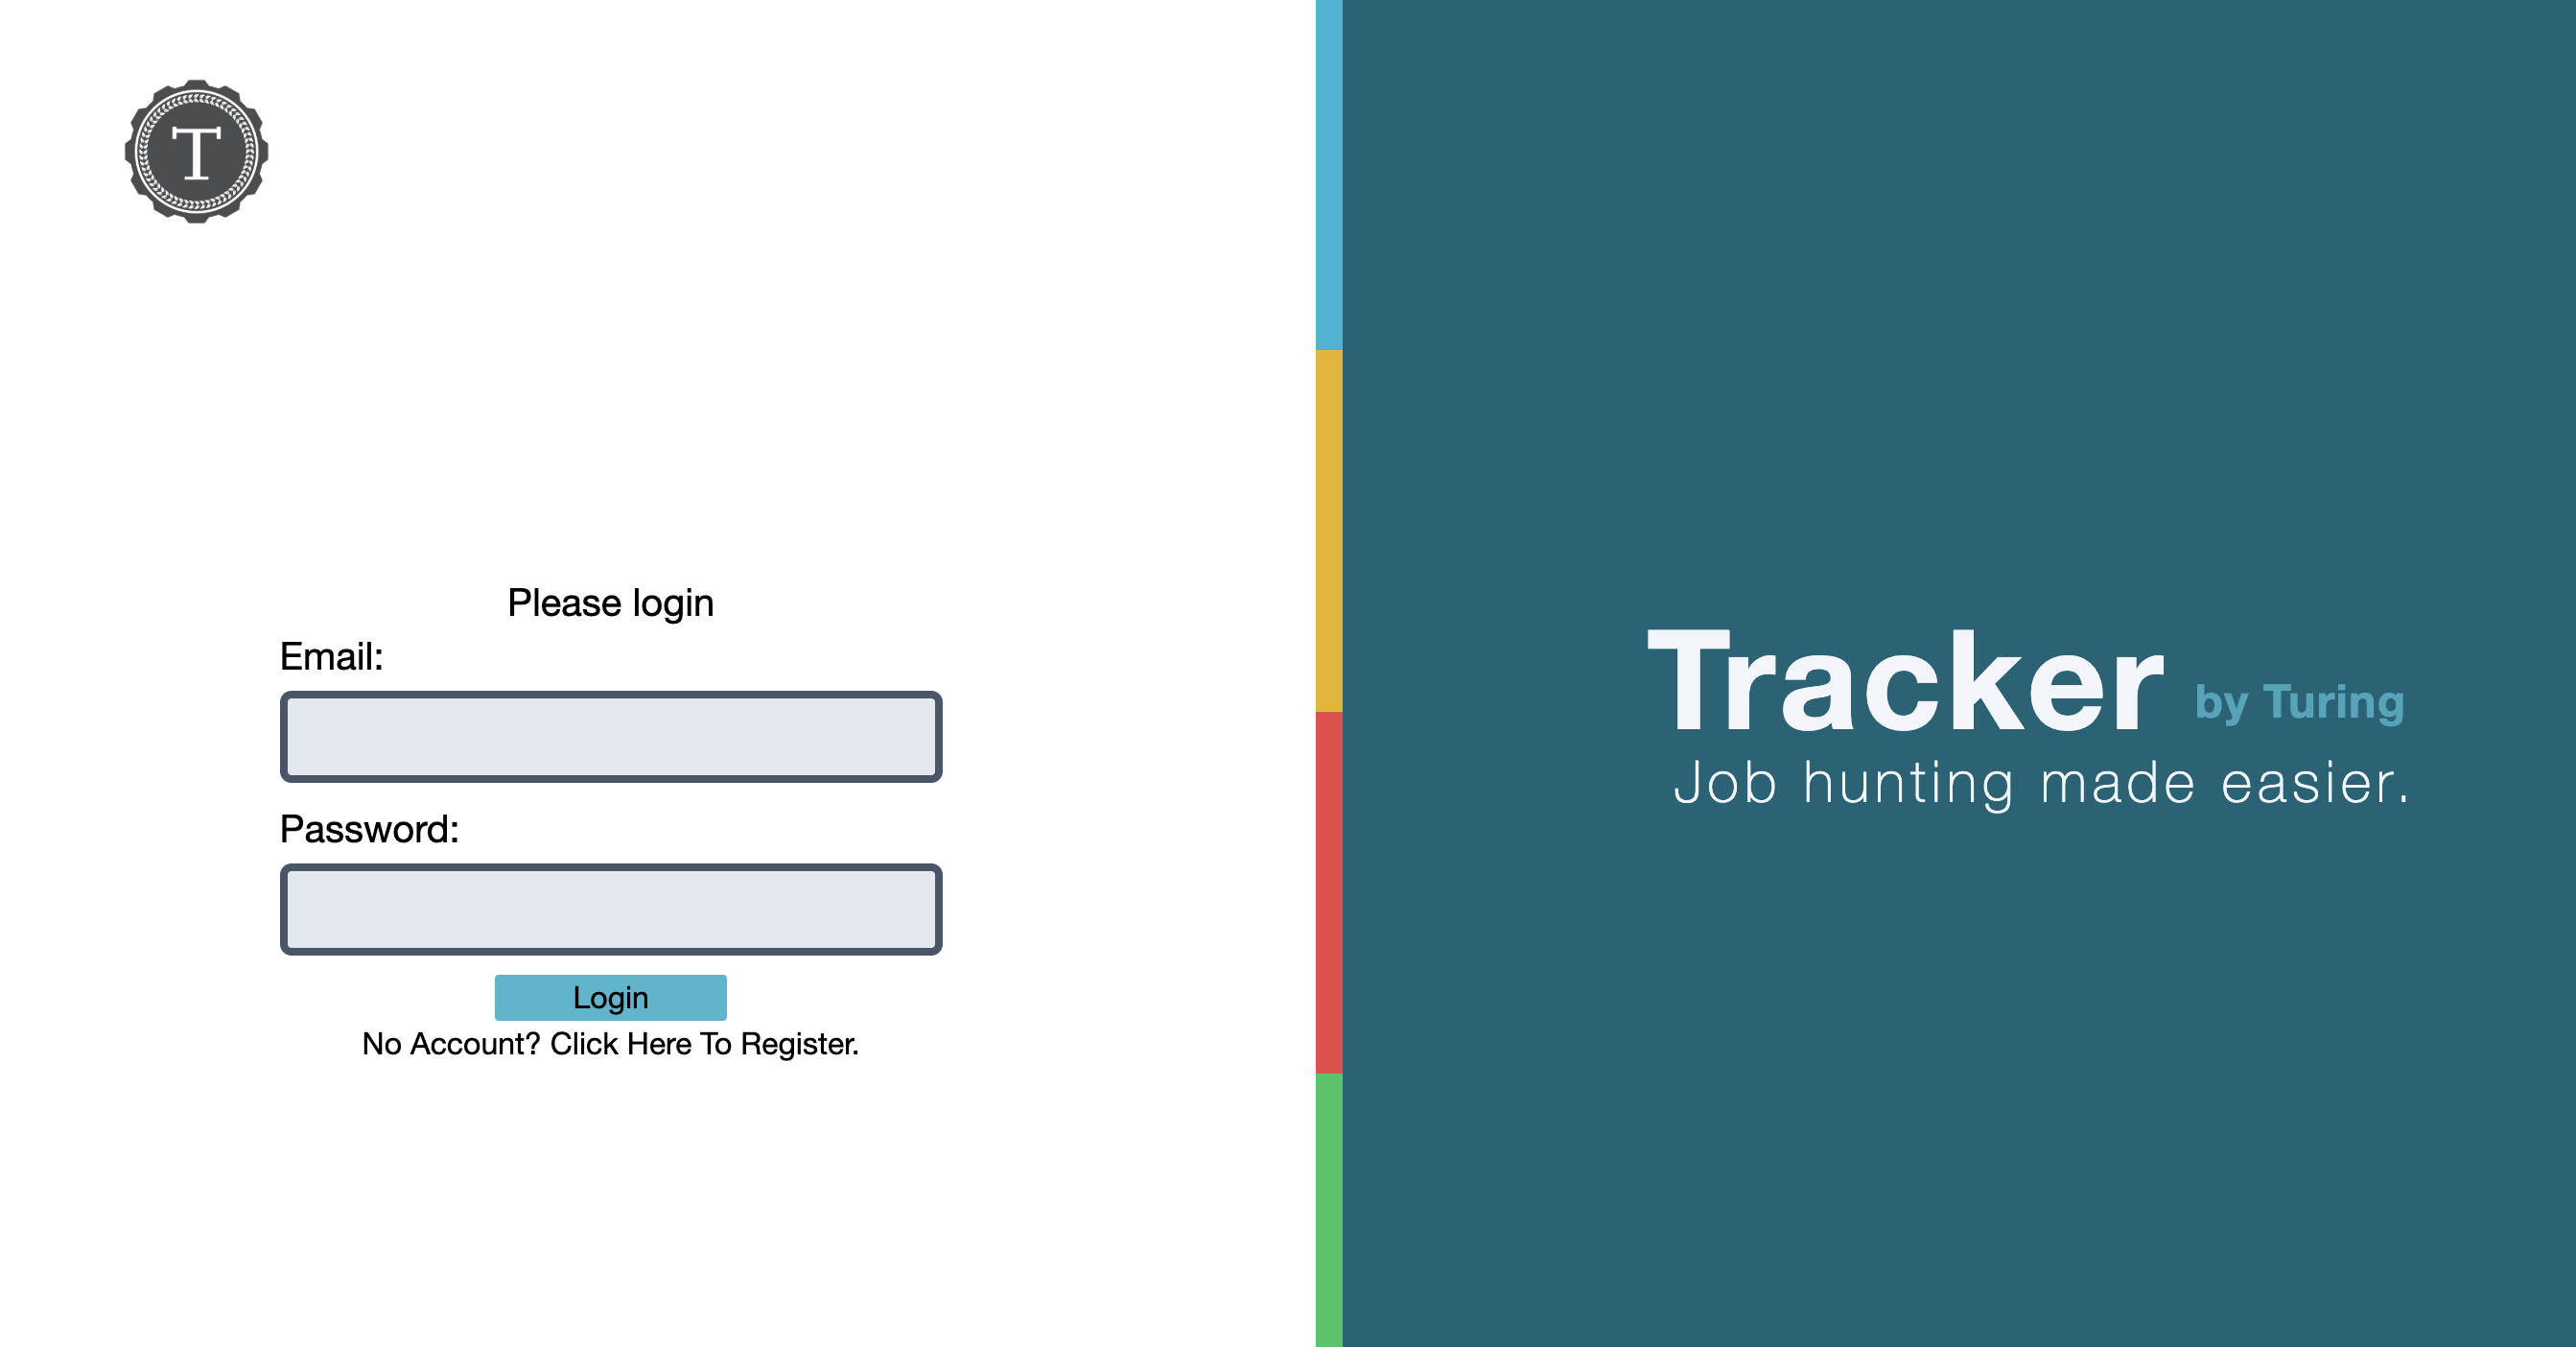 T
Please login
Email:
Password:
Login
No Account? Click Here To Register.
Tracker by Turing
Job hunting made easier.